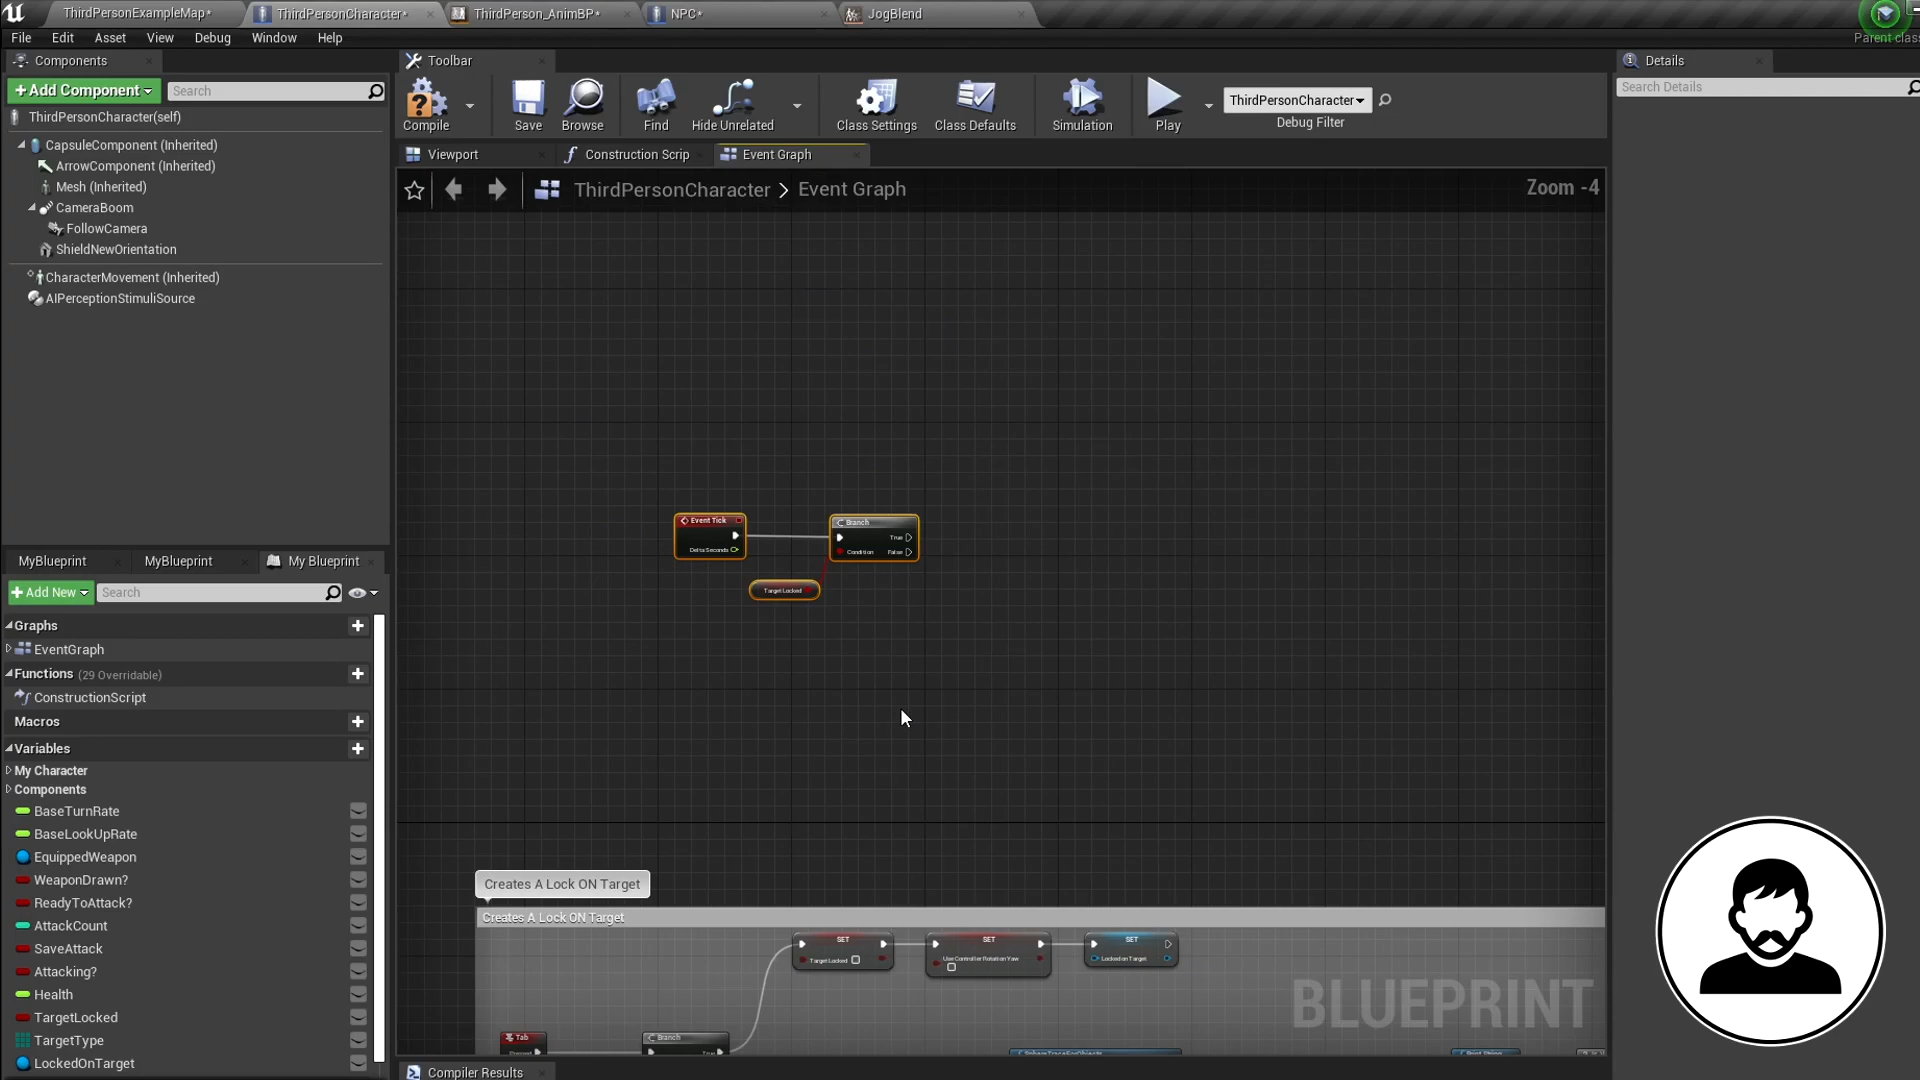 ThirdPersonExampleMap*
ThirdPersonCharacter*
ThirdPerson_AnimBP*
NPC*
JogBlend
Parent clas
File Edit Asset View Debug Window Help
Components
Toolbar
Details
+Add Component
Search
Search Details
Compile
Save
Browse
Find
Hide Unrelated
Class Settings
Class Defaults
Simulation
Play
ThirdPersonCharacter
Debug Filter
ThirdPersonCharacter(self)
CapsuleComponent (Inherited)
ArrowComponent (Inherited)
Mesh (Inherited)
CameraBoom
FollowCamera
ShieldNewOrientation
CharacterMovement (Inherited)
AIPerceptionStimuliSource
Viewport
Construction Scrip
Event Graph
ThirdPersonCharacter > Event Graph
Zoom -4
Event Tick
Delta Seconds
Branch
True
Condition
False
Target Locked
MyBlueprint
MyBlueprint
My Blueprint
+Add New
Search
Graphs
EventGraph
Functions (29 Overridable)
ConstructionScript
Macros
Variables
My Character
Components
BaseTurnRate
BaseLookUpRate
EquippedWeapon
WeaponDrawn?
ReadyToAttack?
AttackCount
SaveAttack
Attacking?
Health
TargetLocked
TargetType
LockedOnTarget
Creates A Lock ON Target
Creates A Lock ON Target
SET
Target Locked
SET
Use Controller Rotation Yaw
SET
Locked on Target
Tab
Pressed
Branch
True
SphereTraceForObjects
Print String
BLUEPRINT
Compiler Results